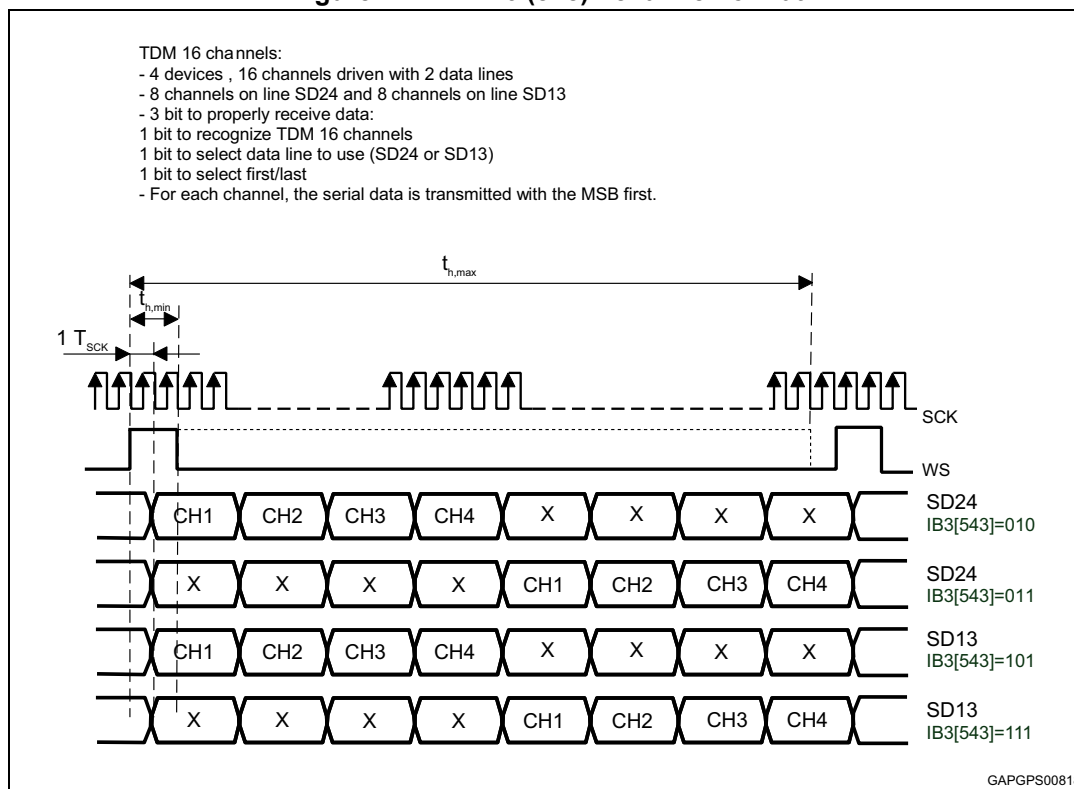 TDM 16 channels:
- 4 devices , 16 channels driven with 2 data lines
- 8 channels on line SD24 and 8 channels on line SD13
- 3 bit to properly receive data:
1 bit to recognize TDM 16 channels
1 bit to select data line to use (SD24 or SD13)
1 bit to select first/last
- For each channel, the serial data is transmitted with the MSB first.
th,max
th,min
1 TSCK
SCK
WS
CH1 CH2 CH3 CH4 X X X X SD24
IB3[543]=010
X X X X CH1 CH2 CH3 CH4 SD24
IB3[543]=011
CH1 CH2 CH3 CH4 X X X X SD13
IB3[543]=101
X X X X CH1 CH2 CH3 CH4 SD13
IB3[543]=111